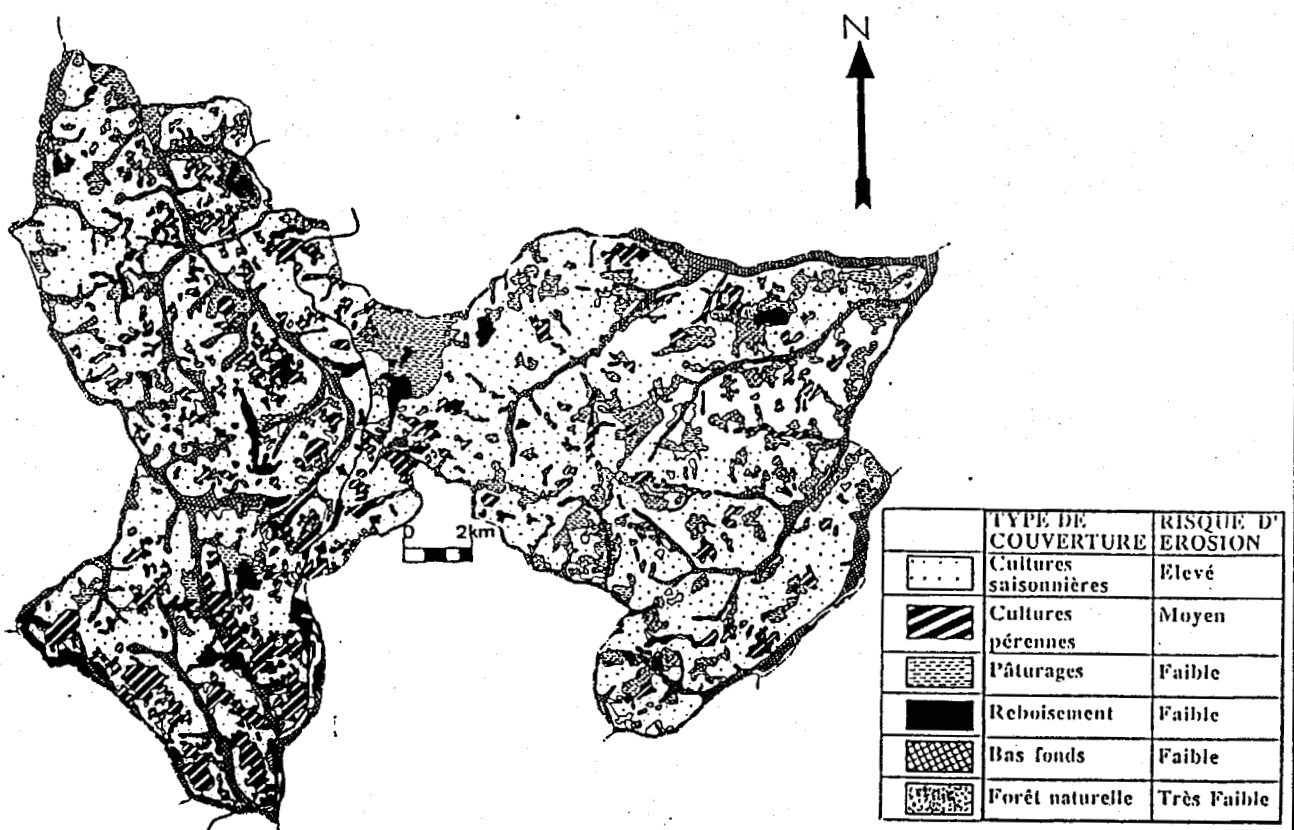 N
0 2km
TYPE DE COUVERTURE RISQUE D' EROSION
Cultures saisonnières Elevé
Cultures pérennes Moyen
Pâturages Faible
Reboisement Faible
Bas fonds Faible
Forêt naturelle Très Faible